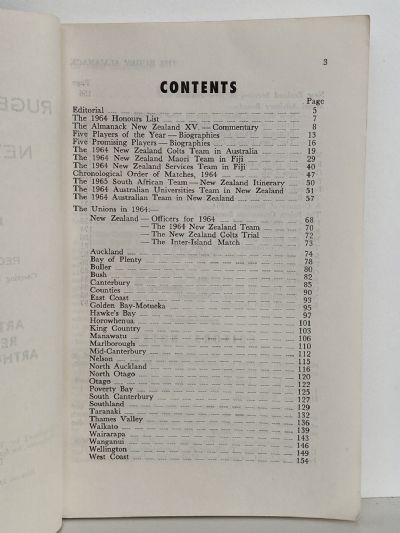 3
CONTENTS
Page
Editorial 5
The 1964 Honours List 7
The Almanack New Zealand XV. — Commentary 8
Five Players of the Year — Biographies 13
Five Promising Players — Biographies 16
The 1964 New Zealand Colts Team in Australia 19
The 1964 New Zealand Maori Team in Fiji 29
The 1964 New Zealand Services Team in Fiji 40
Chronological Order of Matches, 1964 47
The 1965 South African Team — New Zealand Itinerary 50
The 1964 Australian Universities Team in New Zealand 51
The 1964 Australian Team in New Zealand 57
The Unions in 1964:—
New Zealand — Officers for 1964 68
— The 1964 New Zealand Team 70
— The New Zealand Colts Trial 72
— The Inter-Island Match 73
Auckland 74
Bay of Plenty 78
Buller 80
Bush 82
Canterbury 85
Counties 90
East Coast 93
Golden Bay-Motueka 95
Hawke's Bay 97
Horowhenua 101
King Country 103
Manawatu 106
Marlborough 110
Mid-Canterbury 112
Nelson 115
North Auckland 116
North Otago 120
Otago 122
Poverty Bay 125
South Canterbury 127
Southland 129
Taranaki 132
Thames Valley 136
Waikato 139
Wairarapa 143
Wanganui 146
Wellington 149
West Coast 154